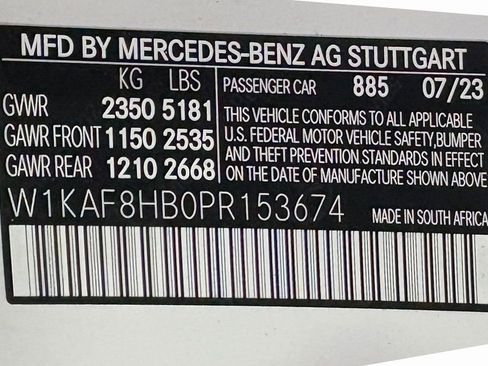 MFD BY MERCEDES-BENZ AG STUTTGART
KG LBS
PASSENGER CAR 885 07/23
GVWR 2350 5181
GAWR FRONT 1150 2535
GAWR REAR 1210 2668
THIS VEHICLE CONFORMS TO ALL APPLICABLE
U.S. FEDERAL MOTOR VEHICLE SAFETY, BUMPER
AND THEFT PREVENTION STANDARDS IN EFFECT
ON THE DATE OF MANUFACTURE SHOWN ABOVE
W1KAF8HB0PR153674
MADE IN SOUTH AFRICA